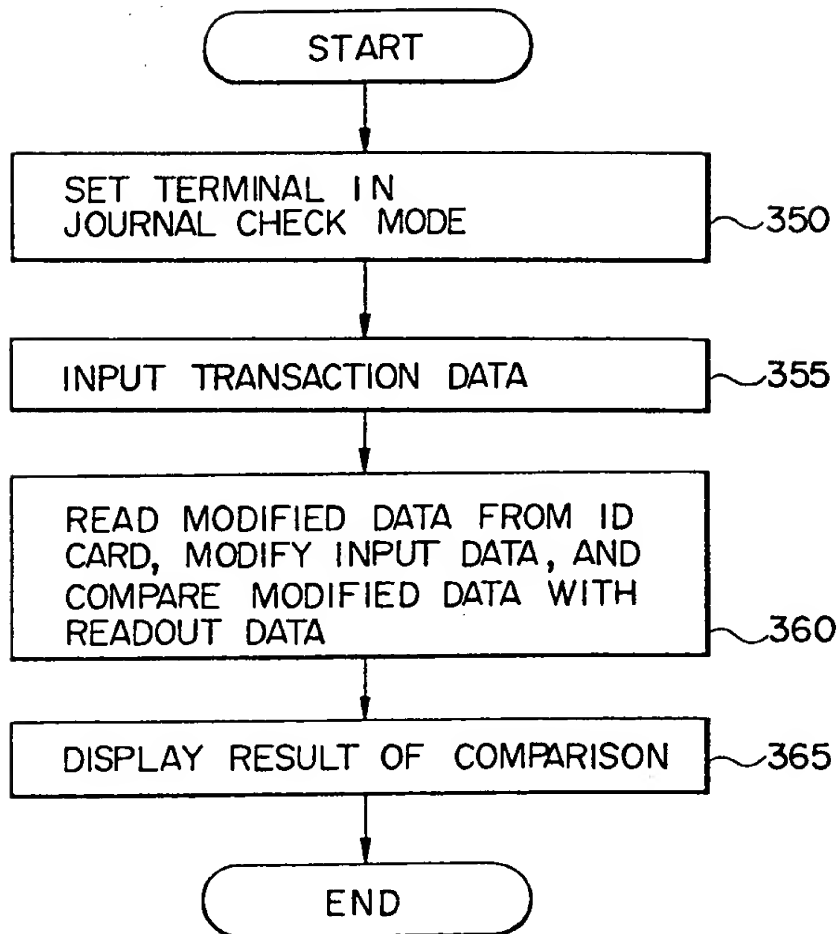 START
SET TERMINAL IN
JOURNAL CHECK MODE
350
INPUT TRANSACTION DATA
355
READ MODIFIED DATA FROM ID
CARD, MODIFY INPUT DATA, AND
COMPARE MODIFIED DATA WITH
READOUT DATA
360
DISPLAY RESULT OF COMPARISON
365
END